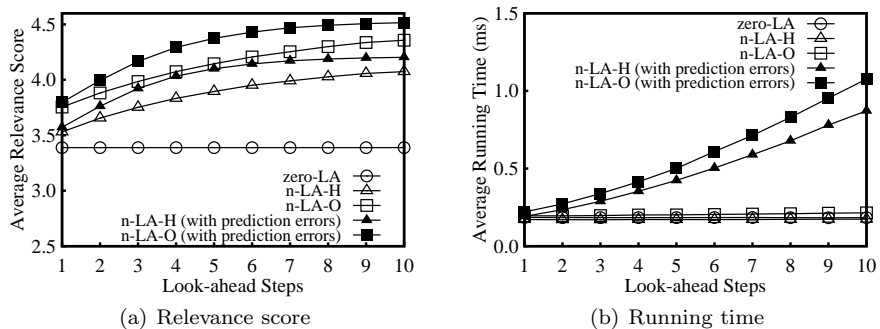 4.5
4.0
3.5
3.0
2.5
Average Relevance Score
zero-LA
n-LA-H
n-LA-O
n-LA-H (with prediction errors)
n-LA-O (with prediction errors)
1 2 3 4 5 6 7 8 9 10
Look-ahead Steps
(a) Relevance score
1.5
1.0
0.5
0.0
Average Running Time (ms)
zero-LA
n-LA-H
n-LA-O
n-LA-H (with prediction errors)
n-LA-O (with prediction errors)
1 2 3 4 5 6 7 8 9 10
Look-ahead Steps
(b) Running time